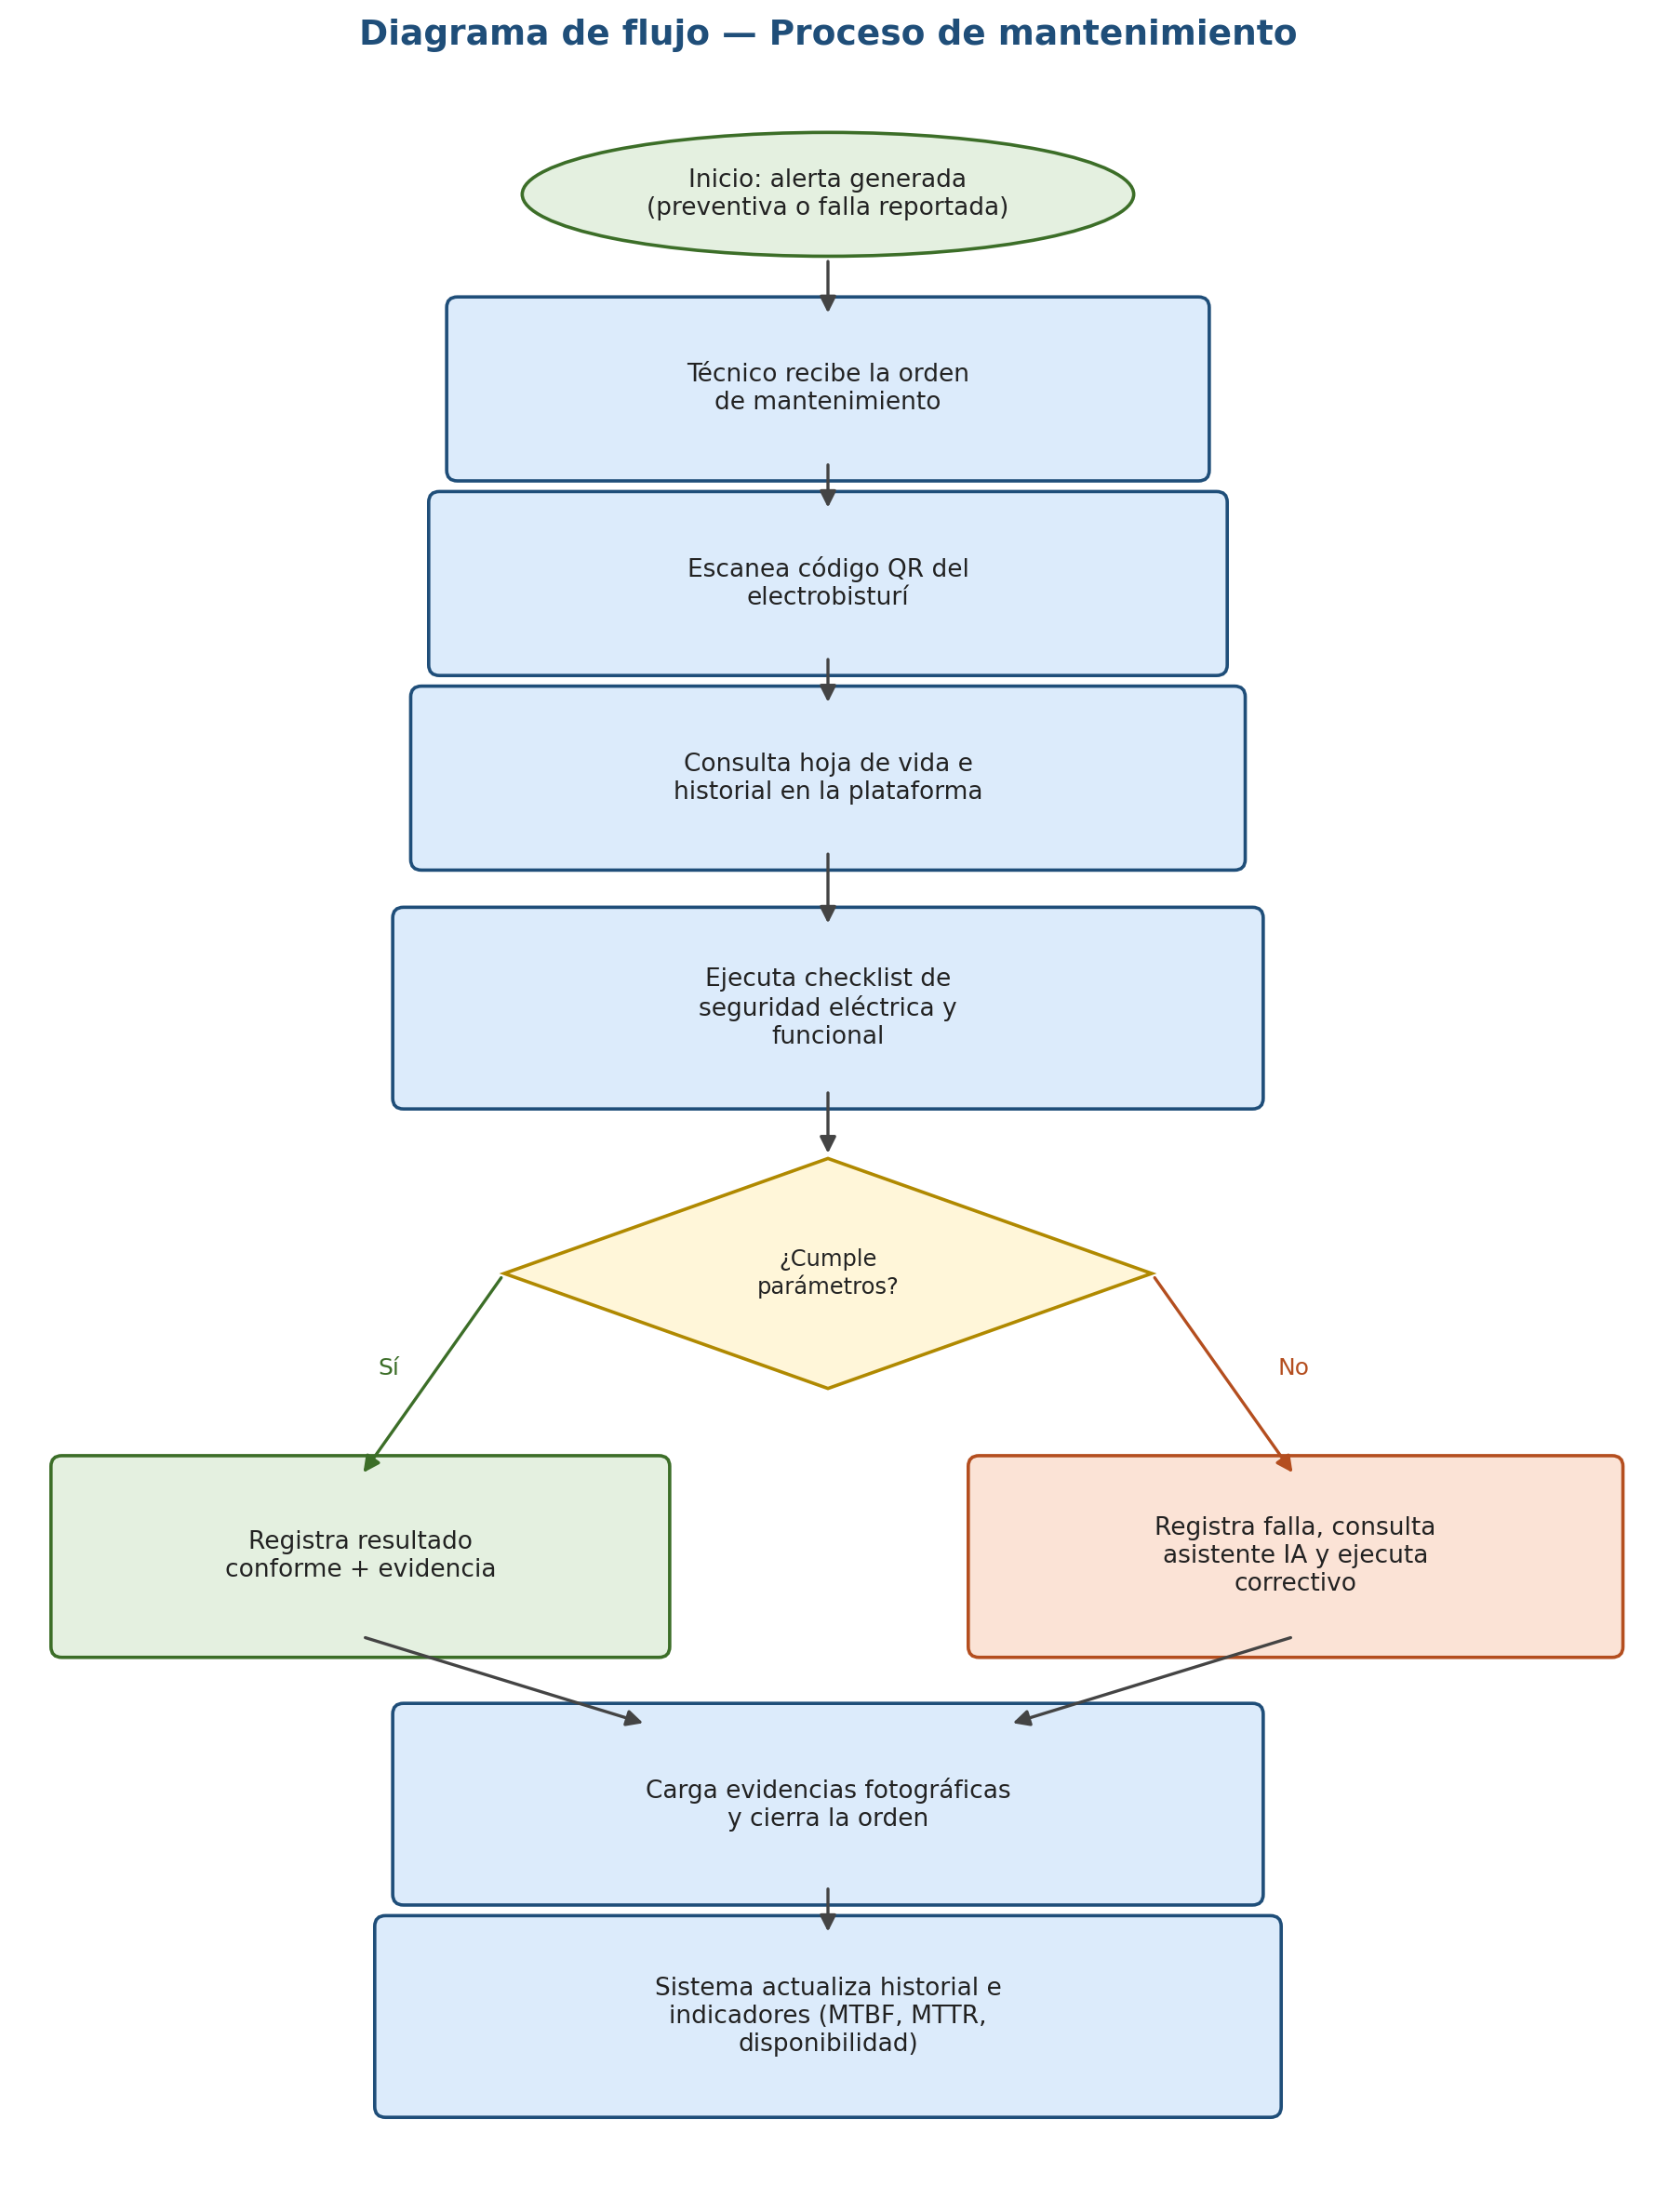 Diagrama de flujo — Proceso de mantenimiento
Inicio: alerta generada
(preventiva o falla reportada)
Técnico recibe la orden
de mantenimiento
Escanea código QR del
electrobisturí
Consulta hoja de vida e
historial en la plataforma
Ejecuta checklist de
seguridad eléctrica y
funcional
¿Cumple
parámetros?
Sí
No
Registra resultado
conforme + evidencia
Registra falla, consulta
asistente IA y ejecuta
correctivo
Carga evidencias fotográficas
y cierra la orden
Sistema actualiza historial e
indicadores (MTBF, MTTR,
disponibilidad)